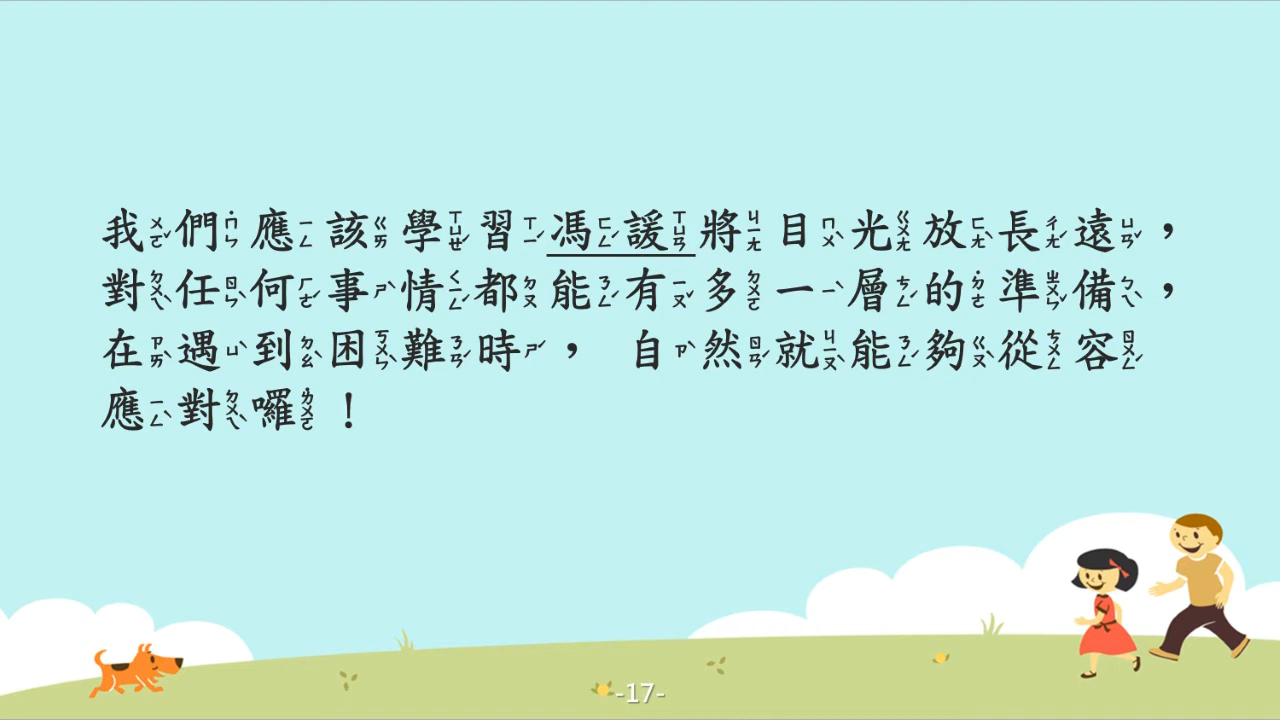 我們應該學習馮諼將目光放長遠，
對任何事情都能有多一層的準備，
在遇到困難時， 自然就能夠從容
應對囉！
-17-